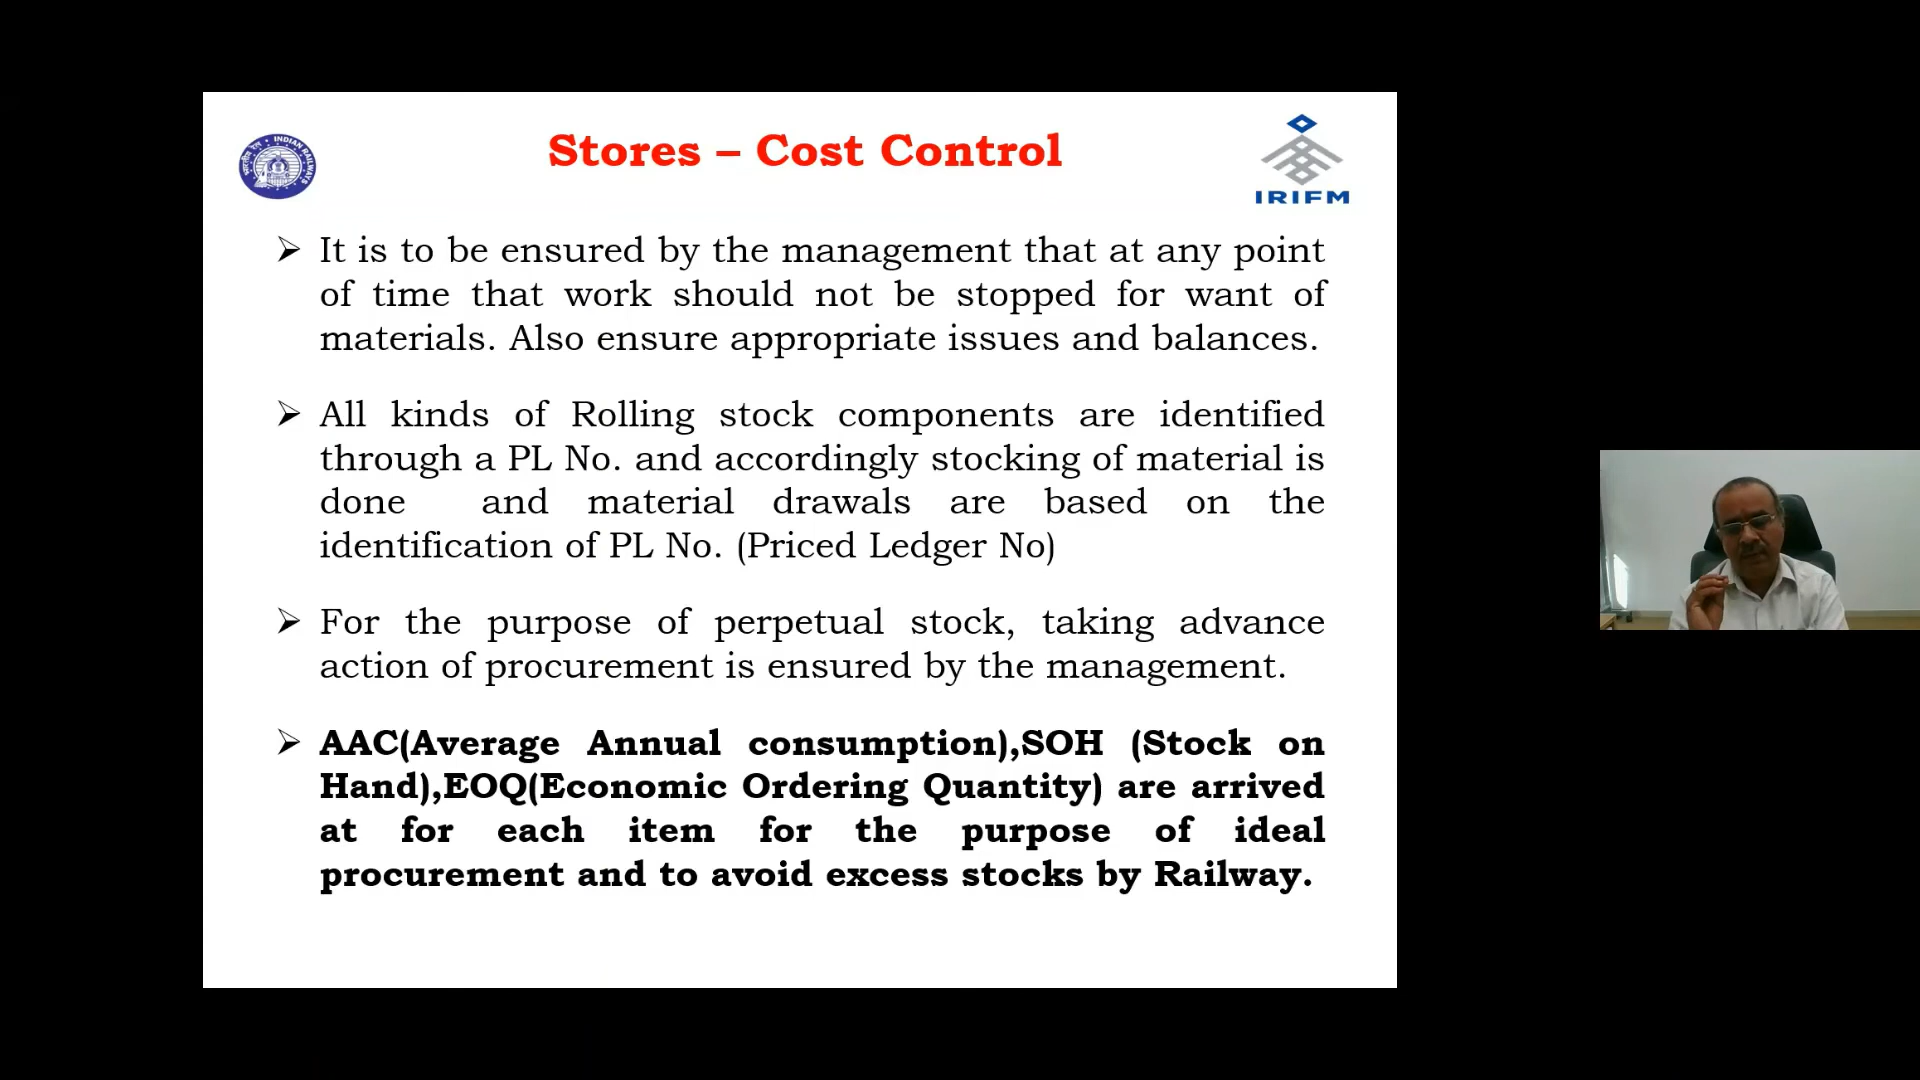 Stores – Cost Control
INDIAN RAILWAYS
भारतीय रेल
IRIFM
➢ It is to be ensured by the management that at any point
of time that work should not be stopped for want of
materials. Also ensure appropriate issues and balances.
➢ All kinds of Rolling stock components are identified
through a PL No. and accordingly stocking of material is
done and material drawals are based on the
identification of PL No. (Priced Ledger No)
➢ For the purpose of perpetual stock, taking advance
action of procurement is ensured by the management.
➢ AAC(Average Annual consumption),SOH (Stock on
Hand),EOQ(Economic Ordering Quantity) are arrived
at for each item for the purpose of ideal
procurement and to avoid excess stocks by Railway.